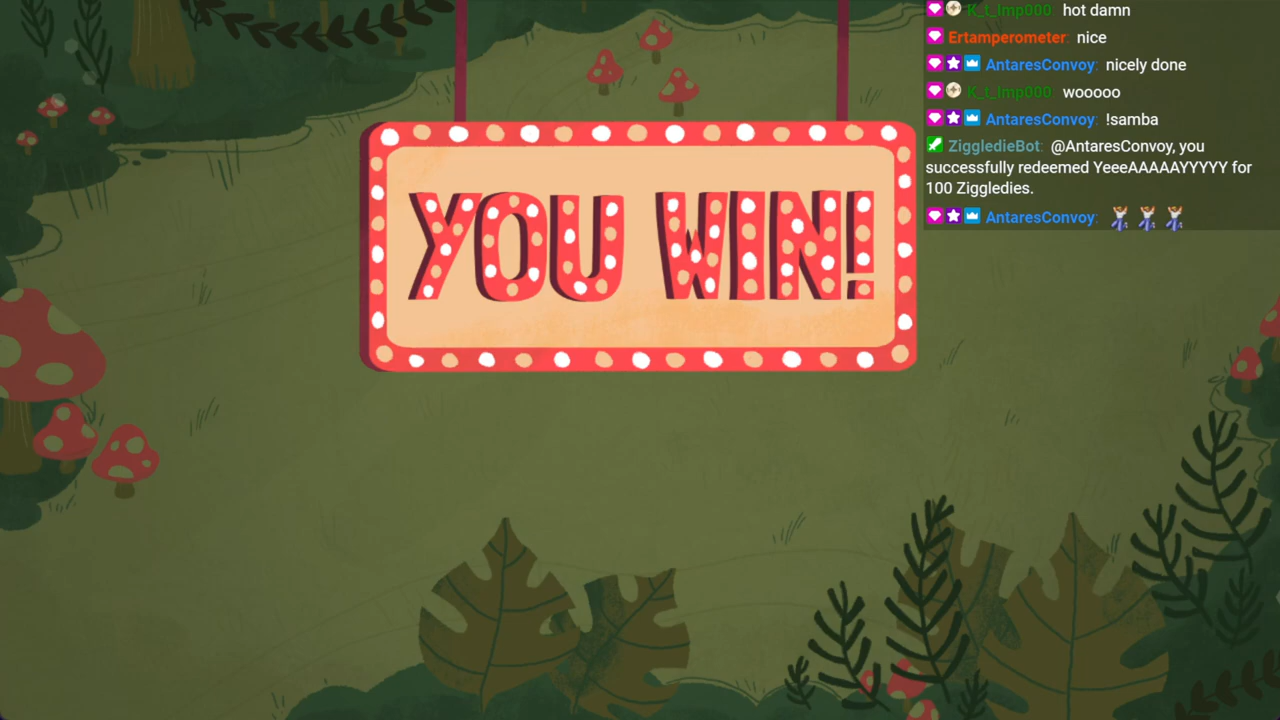 YOU WIN!
K_t_Imp000: hot damn
Ertamperometer: nice
AntaresConvoy: nicely done
K_t_Imp000: wooooo
AntaresConvoy: !samba
ZiggledieBot: @AntaresConvoy, you
successfully redeemed YeeeAAAAAYYYYY for
100 Ziggledies.
AntaresConvoy: